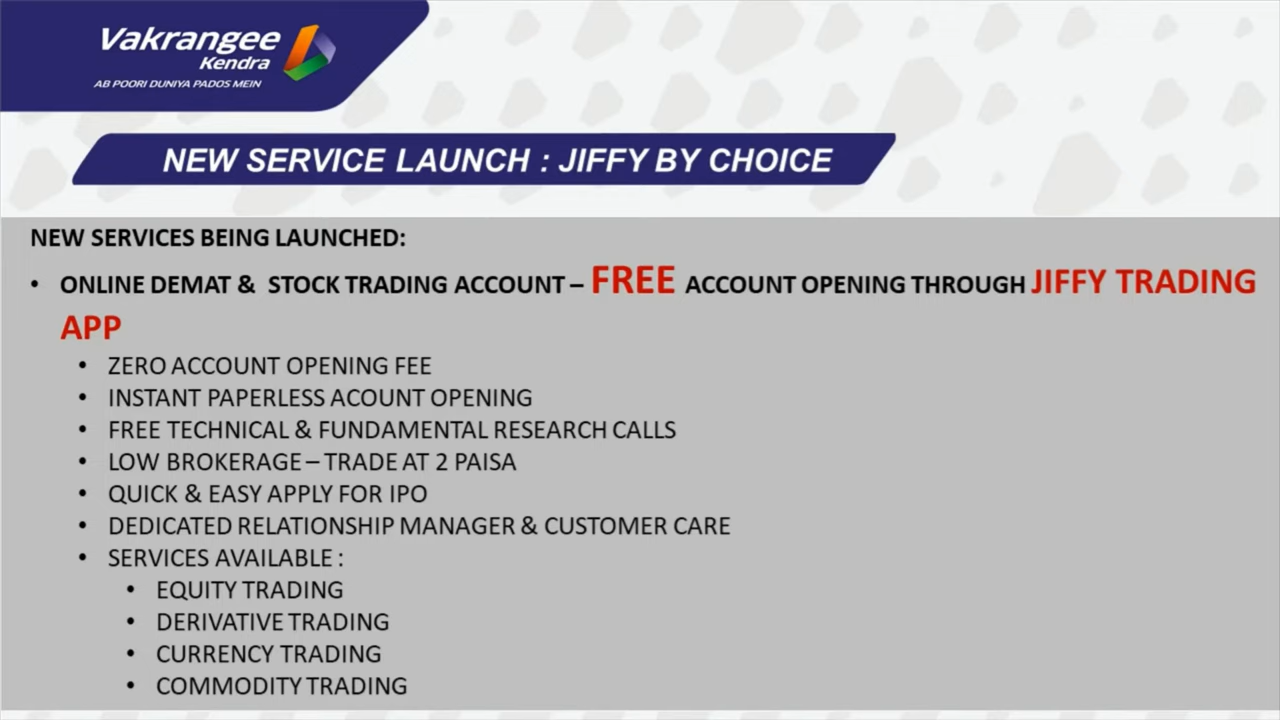 Vakrangee
Kendra
AB POORI DUNIYA PADOS MEIN
NEW SERVICE LAUNCH : JIFFY BY CHOICE
NEW SERVICES BEING LAUNCHED:
• ONLINE DEMAT & STOCK TRADING ACCOUNT – FREE ACCOUNT OPENING THROUGH JIFFY TRADING
APP
• ZERO ACCOUNT OPENING FEE
• INSTANT PAPERLESS ACOUNT OPENING
• FREE TECHNICAL & FUNDAMENTAL RESEARCH CALLS
• LOW BROKERAGE – TRADE AT 2 PAISA
• QUICK & EASY APPLY FOR IPO
• DEDICATED RELATIONSHIP MANAGER & CUSTOMER CARE
• SERVICES AVAILABLE :
• EQUITY TRADING
• DERIVATIVE TRADING
• CURRENCY TRADING
• COMMODITY TRADING